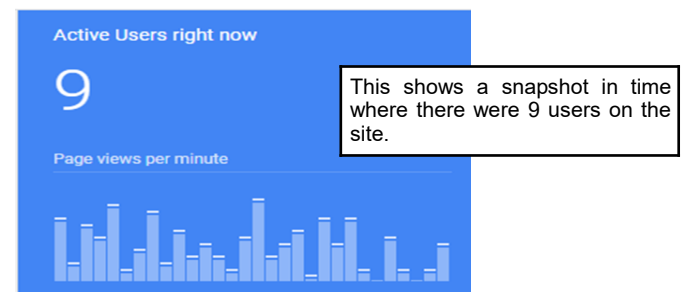 Active Users right now
9
This shows a snapshot in time
where there were 9 users on the
site.
Page views per minute